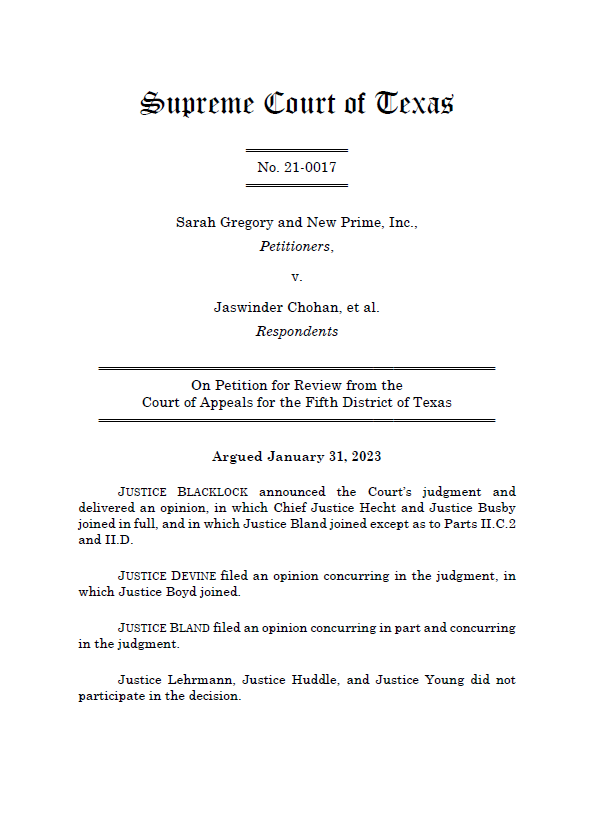 Supreme Court of Texas
No. 21-0017
Sarah Gregory and New Prime, Inc.,
Petitioners,
v.
Jaswinder Chohan, et al.
Respondents
On Petition for Review from the
Court of Appeals for the Fifth District of Texas
Argued January 31, 2023
JUSTICE BLACKLOCK announced the Court’s judgment and
delivered an opinion, in which Chief Justice Hecht and Justice Busby
joined in full, and in which Justice Bland joined except as to Parts II.C.2
and II.D.
JUSTICE DEVINE filed an opinion concurring in the judgment, in
which Justice Boyd joined.
JUSTICE BLAND filed an opinion concurring in part and concurring
in the judgment.
Justice Lehrmann, Justice Huddle, and Justice Young did not
participate in the decision.